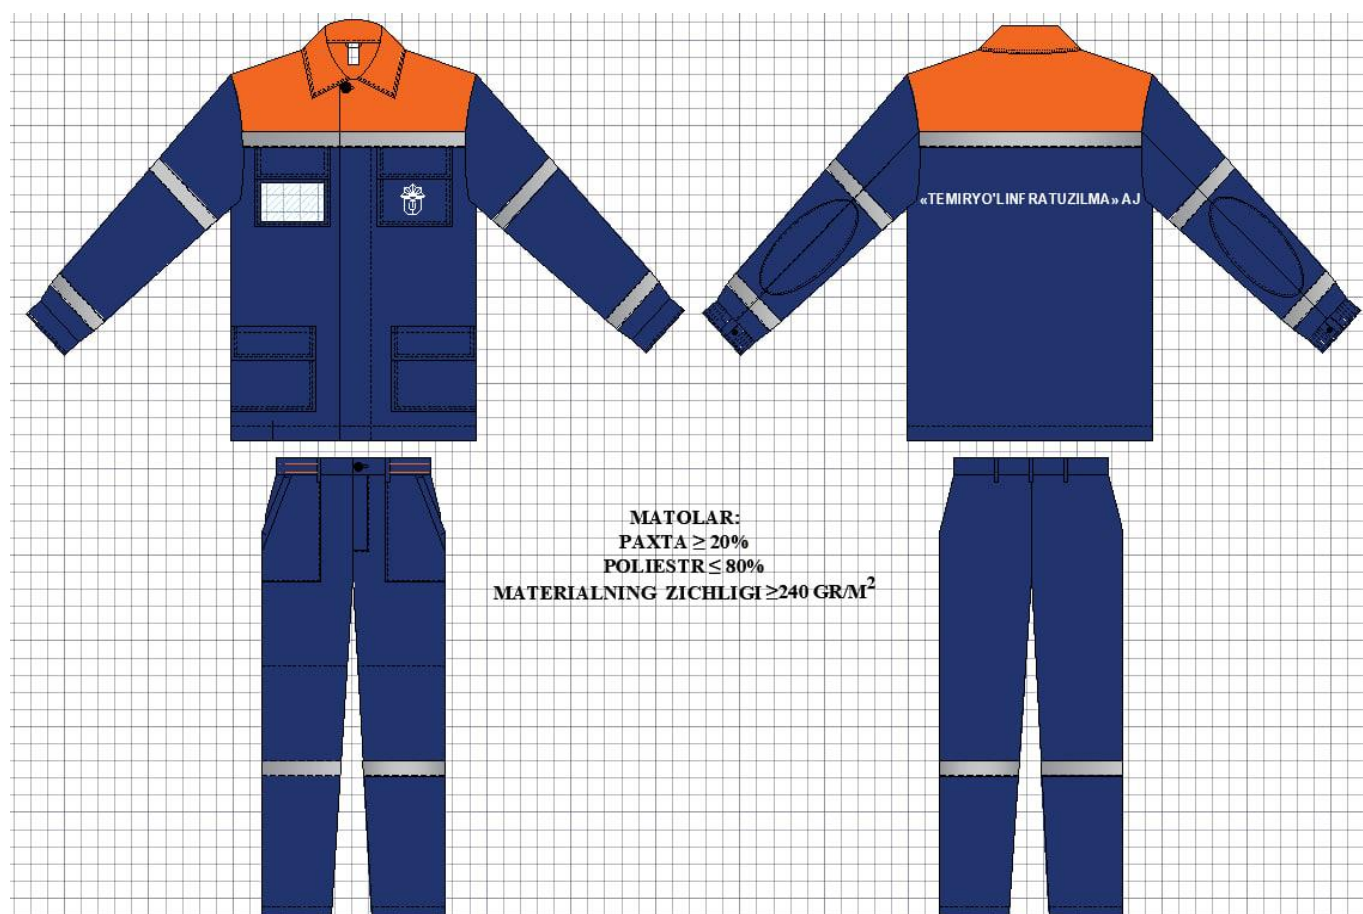 «TEMIRYO'LINFRATUZILMA» AJ
MATOLAR:
PAXTA ≥ 20%
POLIESTR ≤ 80%
MATERIALNING ZICHLIGI ≥240 GR/M²